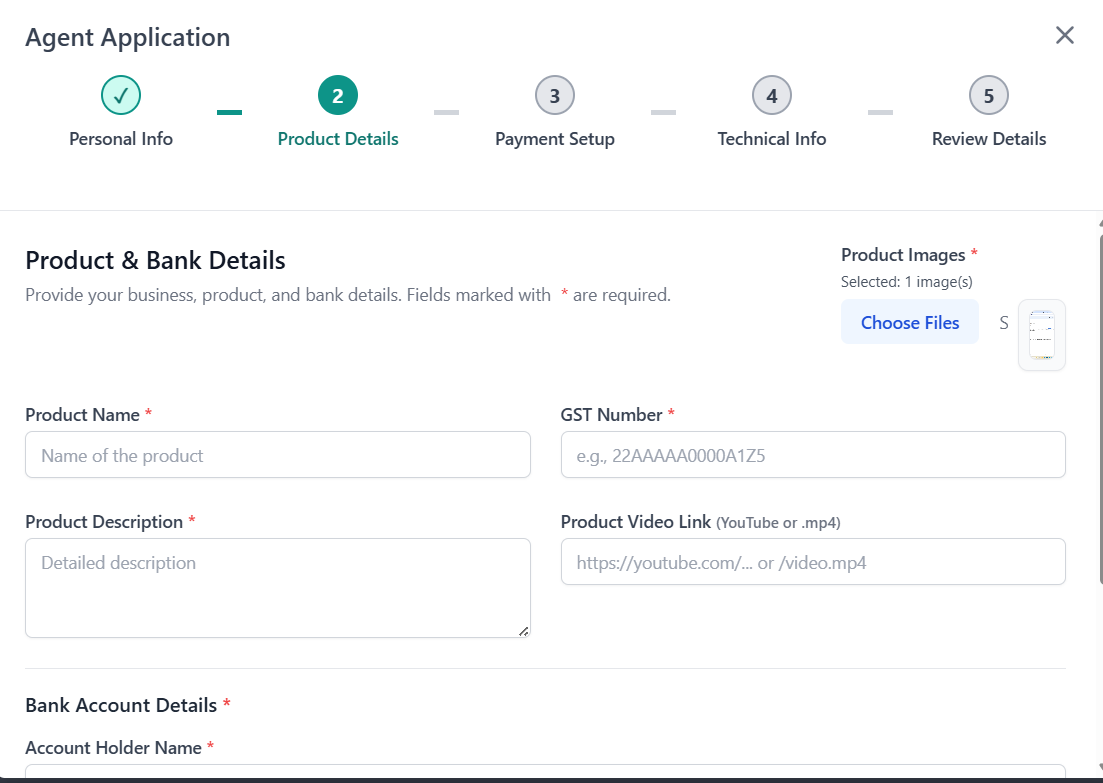 Agent Application
✓ 2 3 4 5
Personal Info Product Details Payment Setup Technical Info Review Details
Product & Bank Details
Provide your business, product, and bank details. Fields marked with * are required.
Product Images *
Selected: 1 image(s)
Choose Files S
Product Name *
Name of the product
GST Number *
e.g., 22AAAAA0000A1Z5
Product Description *
Detailed description
Product Video Link (YouTube or .mp4)
https://youtube.com/... or /video.mp4
Bank Account Details *
Account Holder Name *